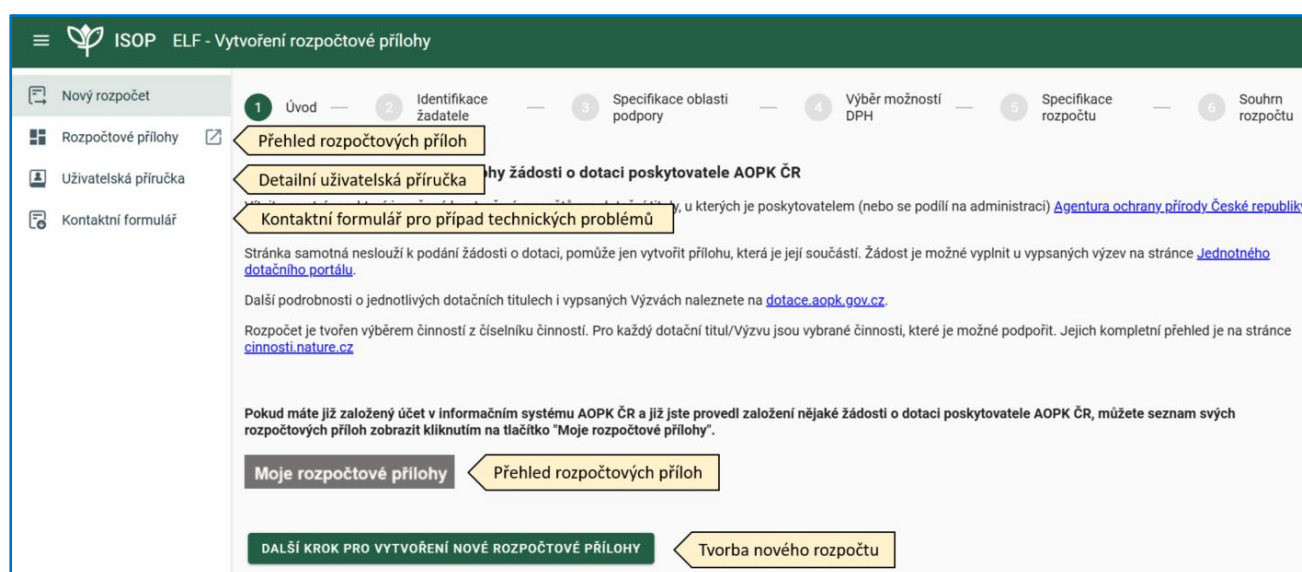 ISOP ELF - Vytvoření rozpočtové přílohy
Nový rozpočet
Rozpočtové přílohy
Uživatelská příručka
Kontaktní formulář
1 Úvod
2 Identifikace žadatele
3 Specifikace oblasti podpory
4 Výběr možností DPH
5 Specifikace rozpočtu
6 Souhrn rozpočtu
Přehled rozpočtových příloh
žádosti o dotaci poskytovatele AOPK ČR
Detailní uživatelská příručka
u kterých je poskytovatelem (nebo se podílí na administraci) Agentura ochrany přírody České republiky
Kontaktní formulář pro případ technických problémů
Stránka samotná neslouží k podání žádosti o dotaci, pomůže jen vytvořit přílohu, která je její součástí. Žádost je možné vyplnit u vypsaných výzev na stránce Jednotného
dotačního portálu.
Další podrobnosti o jednotlivých dotačních titulech i vypsaných Výzvách naleznete na dotace.aopk.gov.cz.
Rozpočet je tvořen výběrem činností z číselníku činností. Pro každý dotační titul/Výzvu jsou vybrané činnosti, které je možné podpořit. Jejich kompletní přehled je na stránce
cinnosti.nature.cz
Pokud máte již založený účet v informačním systému AOPK ČR a již jste provedl založení nějaké žádosti o dotaci poskytovatele AOPK ČR, můžete seznam svých
rozpočtových příloh zobrazit kliknutím na tlačítko "Moje rozpočtové přílohy".
Moje rozpočtové přílohy
Přehled rozpočtových příloh
DALŠÍ KROK PRO VYTVOŘENÍ NOVÉ ROZPOČTOVÉ PŘÍLOHY
Tvorba nového rozpočtu